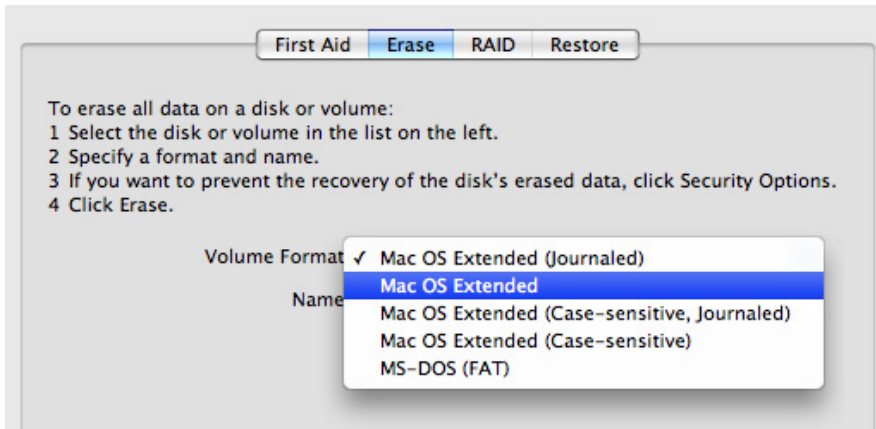 First Aid Erase RAID Restore
To erase all data on a disk or volume:
1 Select the disk or volume in the list on the left.
2 Specify a format and name.
3 If you want to prevent the recovery of the disk's erased data, click Security Options.
4 Click Erase.
Volume Format ✓ Mac OS Extended (Journaled)
Mac OS Extended
Name
Mac OS Extended (Case-sensitive, Journaled)
Mac OS Extended (Case-sensitive)
MS-DOS (FAT)